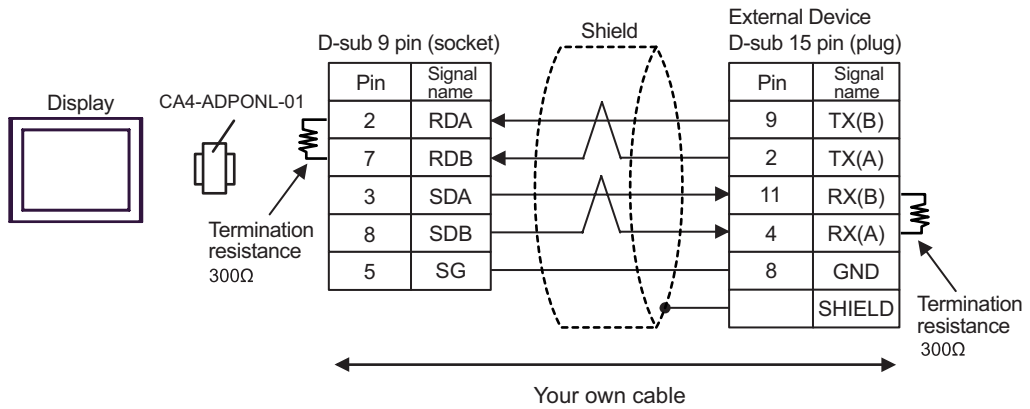 External Device
D-sub 9 pin (socket)
Shield
D-sub 15 pin (plug)
Display
CA4-ADPONL-01
Pin
Signal name
2 RDA
7 RDB
3 SDA
8 SDB
5 SG
Termination
resistance
300Ω
Pin
Signal name
9 TX(B)
2 TX(A)
11 RX(B)
4 RX(A)
8 GND
SHIELD
Termination
resistance
300Ω
Your own cable